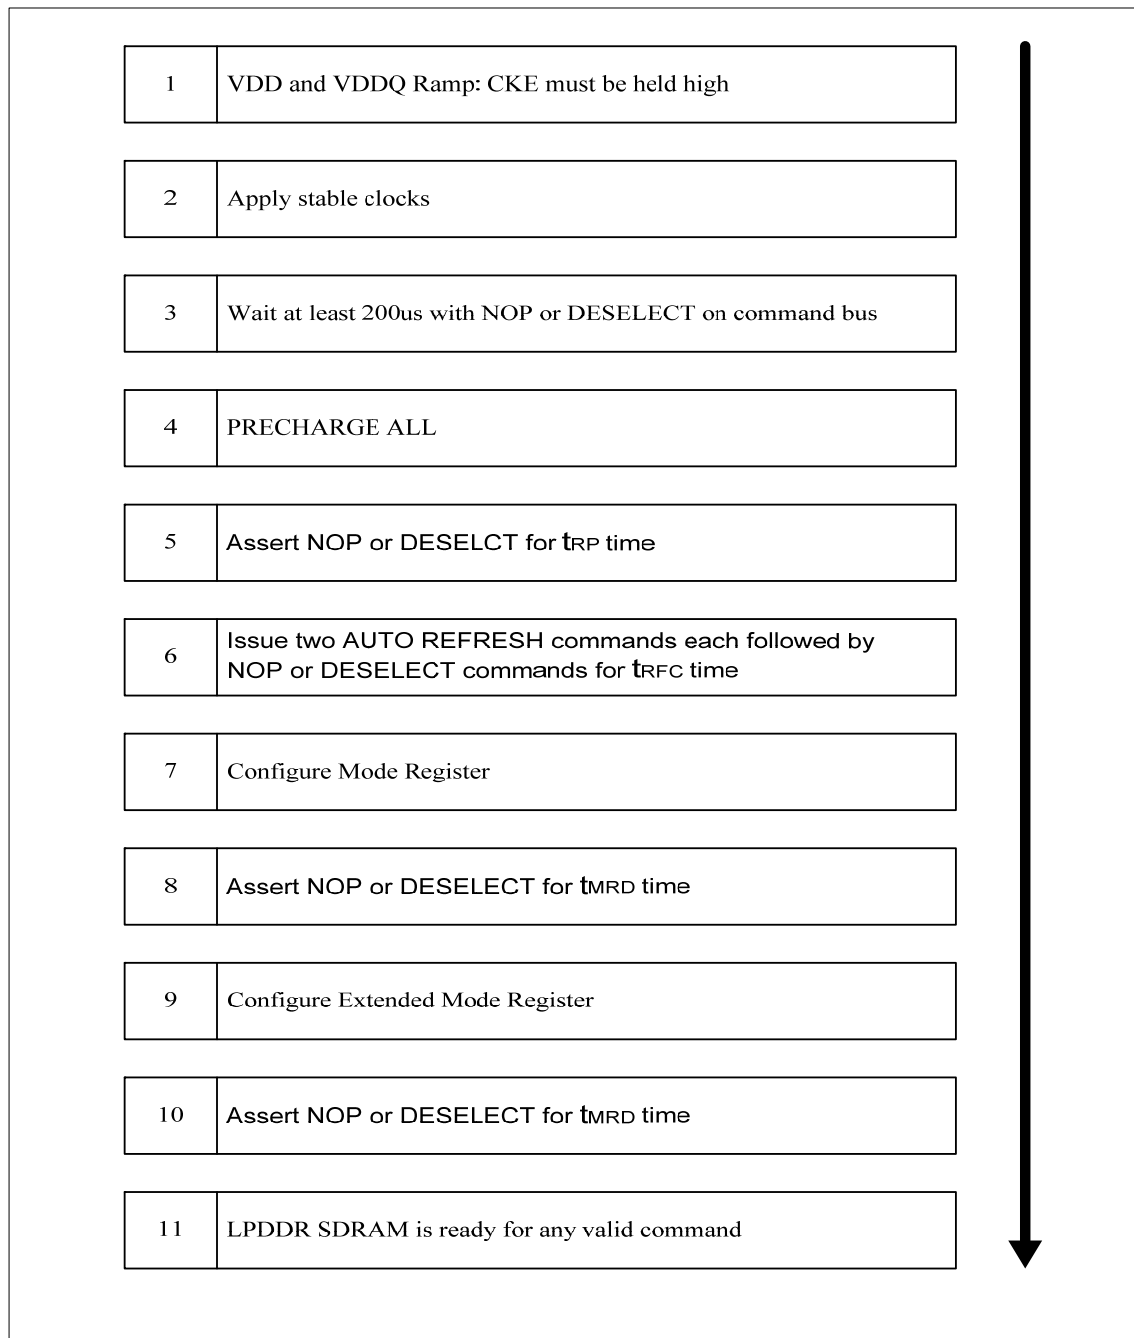 1 VDD and VDDQ Ramp: CKE must be held high
2 Apply stable clocks
3 Wait at least 200us with NOP or DESELECT on command bus
4 PRECHARGE ALL
5 Assert NOP or DESELCT for tRP time
6 Issue two AUTO REFRESH commands each followed by
NOP or DESELECT commands for tRFC time
7 Configure Mode Register
8 Assert NOP or DESELECT for tMRD time
9 Configure Extended Mode Register
10 Assert NOP or DESELECT for tMRD time
11 LPDDR SDRAM is ready for any valid command